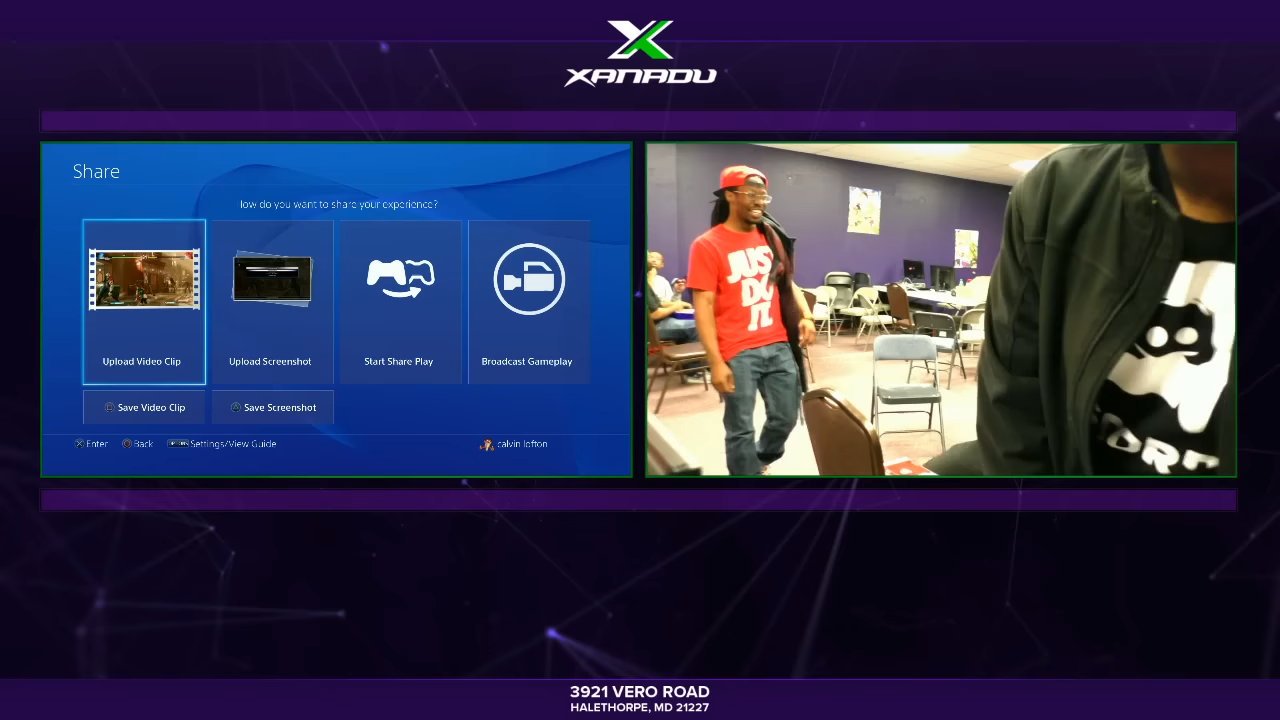 XANADU
Share
How do you want to share your experience?
Upload Video Clip
Upload Screenshot
Start Share Play
Broadcast Gameplay
Save Video Clip
Save Screenshot
Enter
Back
Settings/View Guide
calvin lofton
JUST
DO
IT
3921 VERO ROAD
HALETHORPE, MD 21227